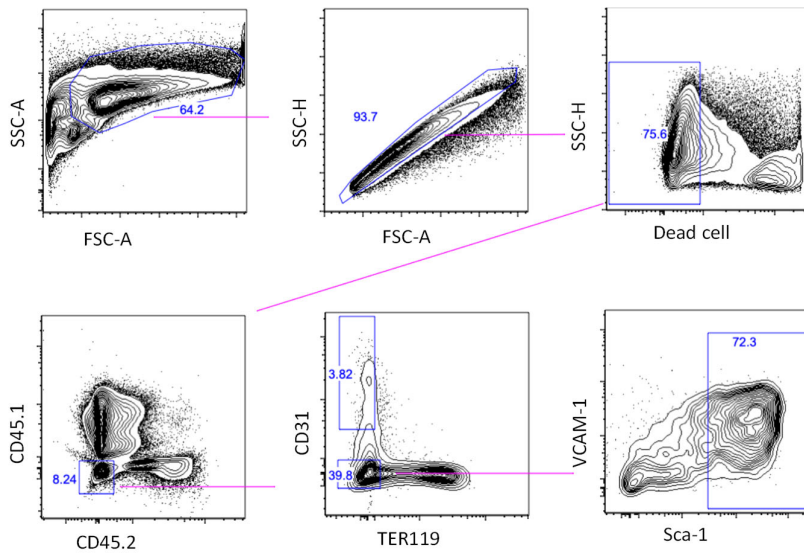 SSC-A
64.2
FSC-A
SSC-H
93.7
FSC-A
SSC-H
75.6
Dead cell
CD45.1
8.24
CD45.2
CD31
3.82
39.8
TER119
VCAM-1
72.3
Sca-1